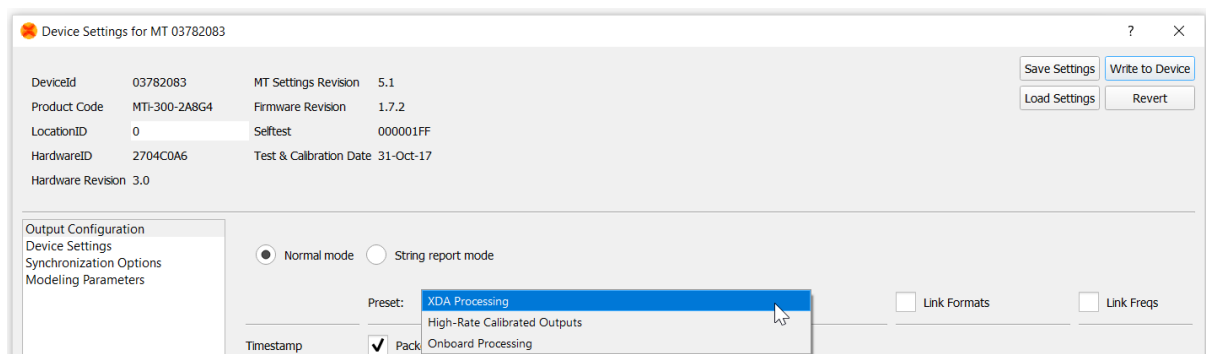 Device Settings for MT 03782083
?
DeviceId 03782083 MT Settings Revision 5.1
Product Code MTi-300-2A8G4 Firmware Revision 1.7.2
LocationID 0 Selftest 000001FF
HardwareID 2704C0A6 Test & Calibration Date 31-Oct-17
Hardware Revision 3.0
Save Settings Write to Device
Load Settings Revert
Output Configuration
Device Settings
Synchronization Options
Modeling Parameters
Normal mode String report mode
Preset: XDA Processing Link Formats Link Freqs
High-Rate Calibrated Outputs
Timestamp Onboard Processing